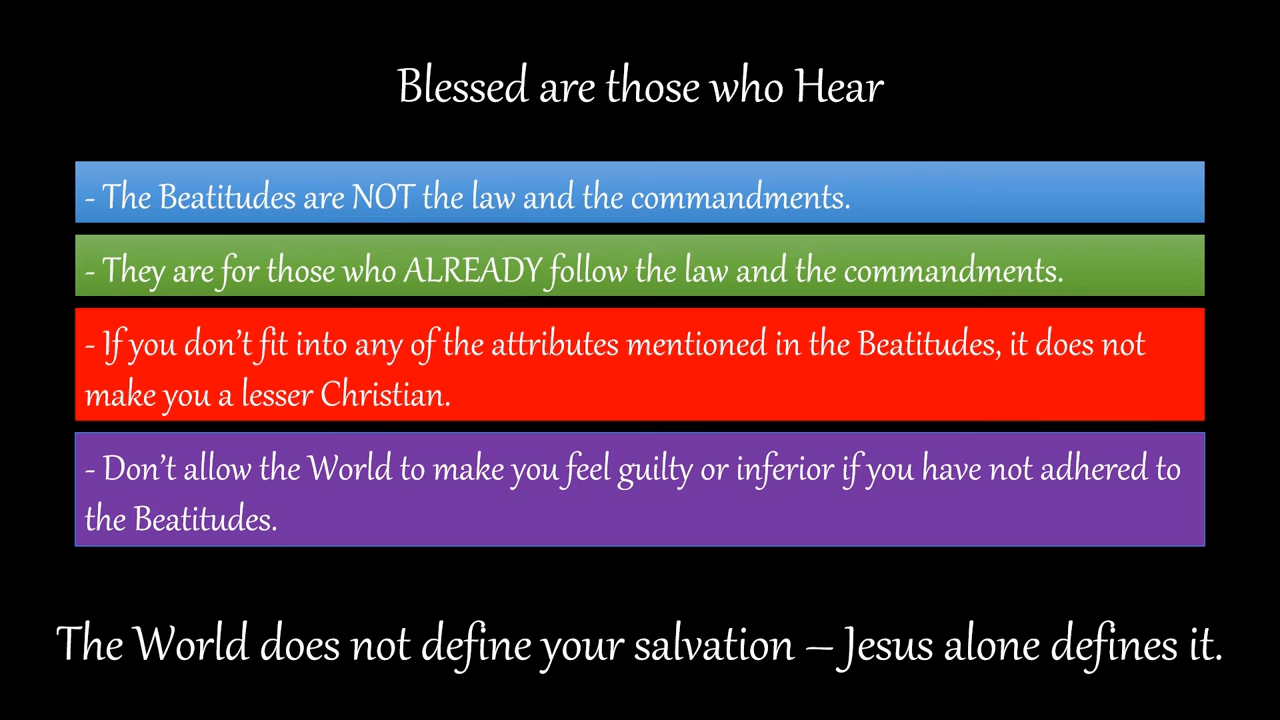 Blessed are those who Hear
- The Beatitudes are NOT the law and the commandments.
- They are for those who ALREADY follow the law and the commandments.
- If you don’t fit into any of the attributes mentioned in the Beatitudes, it does not
make you a lesser Christian.
- Don’t allow the World to make you feel guilty or inferior if you have not adhered to
the Beatitudes.
The World does not define your salvation – Jesus alone defines it.